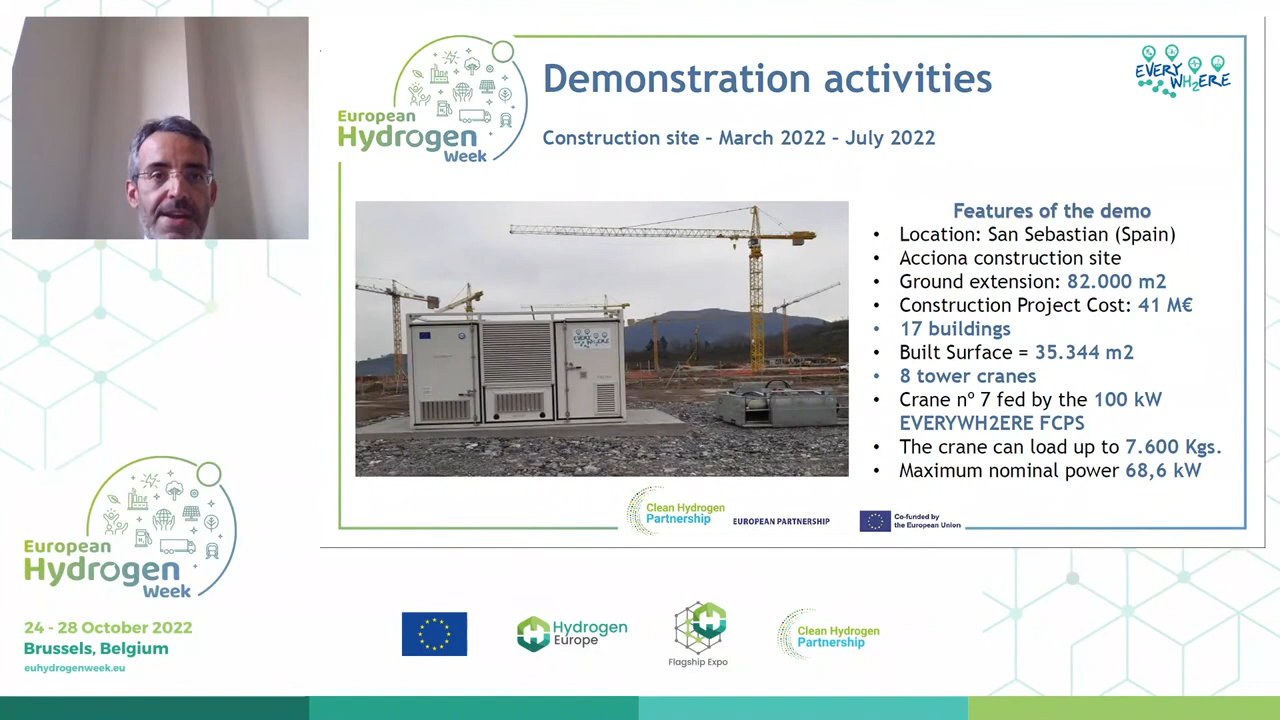 European
Hydrogen
Week
Demonstration activities
EVERYWH2ERE
Construction site – March 2022 – July 2022
EVERYWH2ERE
Features of the demo
• Location: San Sebastian (Spain)
• Acciona construction site
• Ground extension: 82.000 m2
• Construction Project Cost: 41 M€
• 17 buildings
• Built Surface = 35.344 m2
• 8 tower cranes
• Crane nº 7 fed by the 100 kW
EVERYWH2ERE FCPS
• The crane can load up to 7.600 Kgs.
• Maximum nominal power 68,6 kW
Clean Hydrogen
Partnership
EUROPEAN PARTNERSHIP
Co-funded by
the European Union
European
Hydrogen
Week
24 - 28 October 2022
Brussels, Belgium
euhydrogenweek.eu
Hydrogen
Europe
Flagship Expo
Clean Hydrogen
Partnership